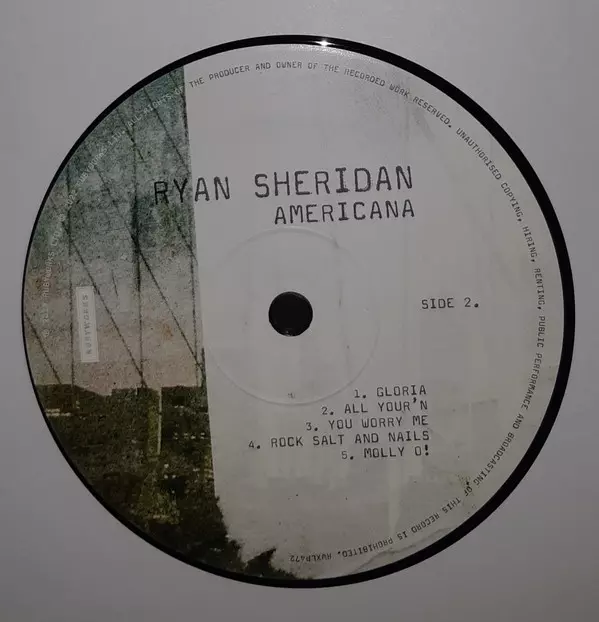 THE PRODUCER AND OWNER OF THE RECORDED WORK RESERVED. UNAUTHORISED COPYING, HIRING, RENTING, PUBLIC PERFORMANCE AND BROADCASTING OF THIS RECORD IS PROHIBITED. RWXLP472
RYAN SHERIDAN
AMERICANA
SIDE 2.
1. GLORIA
2. ALL YOUR'N
3. YOU WORRY ME
4. ROCK SALT AND NAILS
5. MOLLY O!